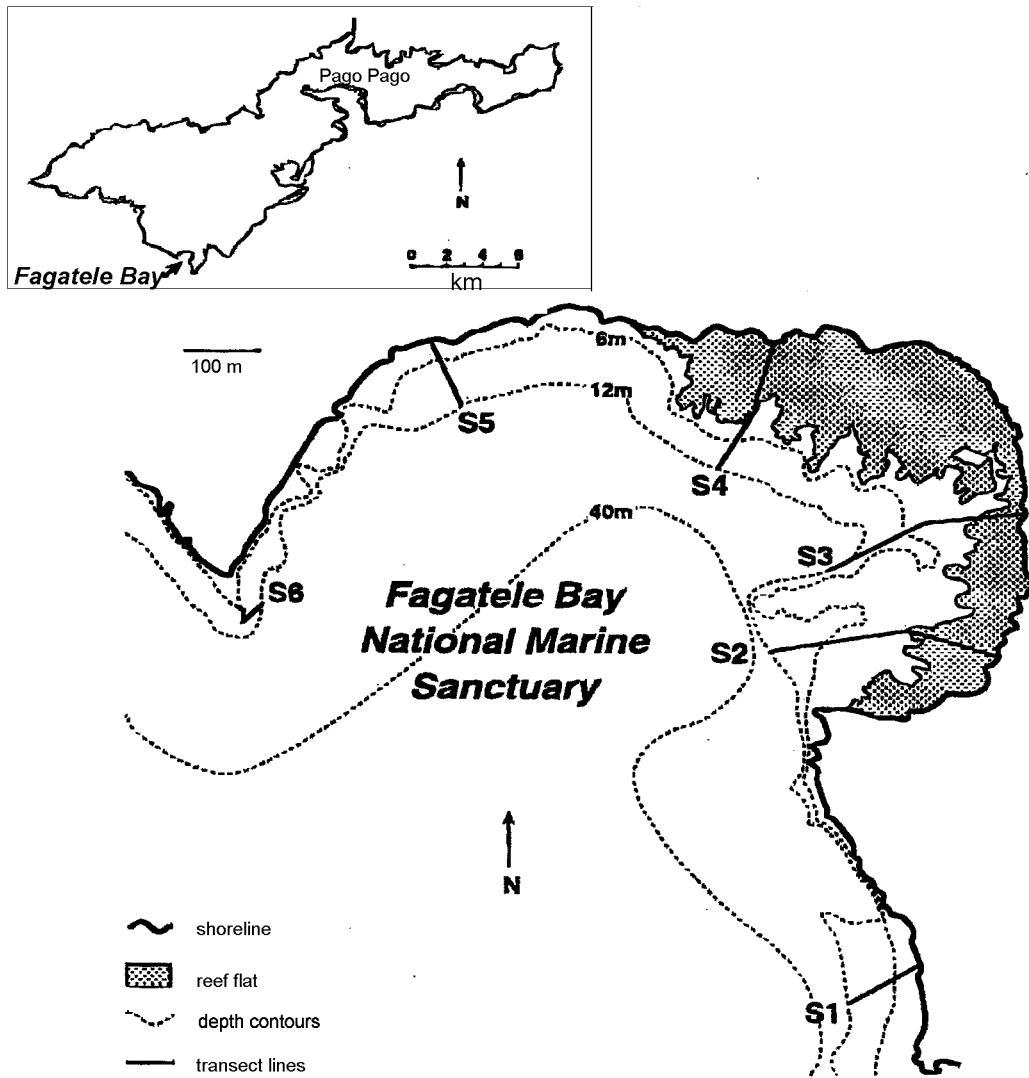 Pago Pago
N
0 2 4 6
km
Fagatele Bay
100 m
6m
12m
S5
S4
40m
S3
S6
Fagatele Bay
National Marine
Sanctuary
S2
N
shoreline
reef flat
depth contours
S1
transect lines